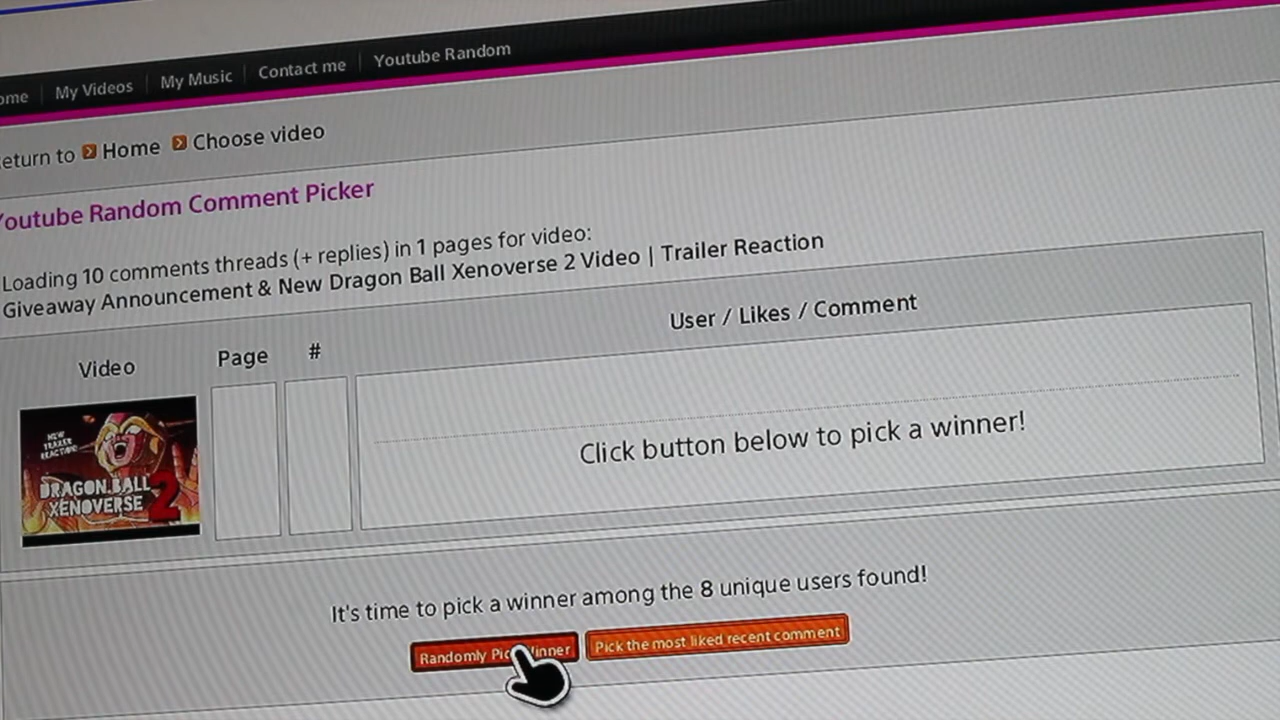 ome My Videos My Music Contact me Youtube Random
eturn to Home Choose video
Youtube Random Comment Picker
Loading 10 comments threads (+ replies) in 1 pages for video:
Giveaway Announcement & New Dragon Ball Xenoverse 2 Video | Trailer Reaction
Video Page # User / Likes / Comment
NEW
TRAILER
REACTION!
DRAGON BALL
XENOVERSE 2
Click button below to pick a winner!
It's time to pick a winner among the 8 unique users found!
Randomly Pic inner Pick the most liked recent comment